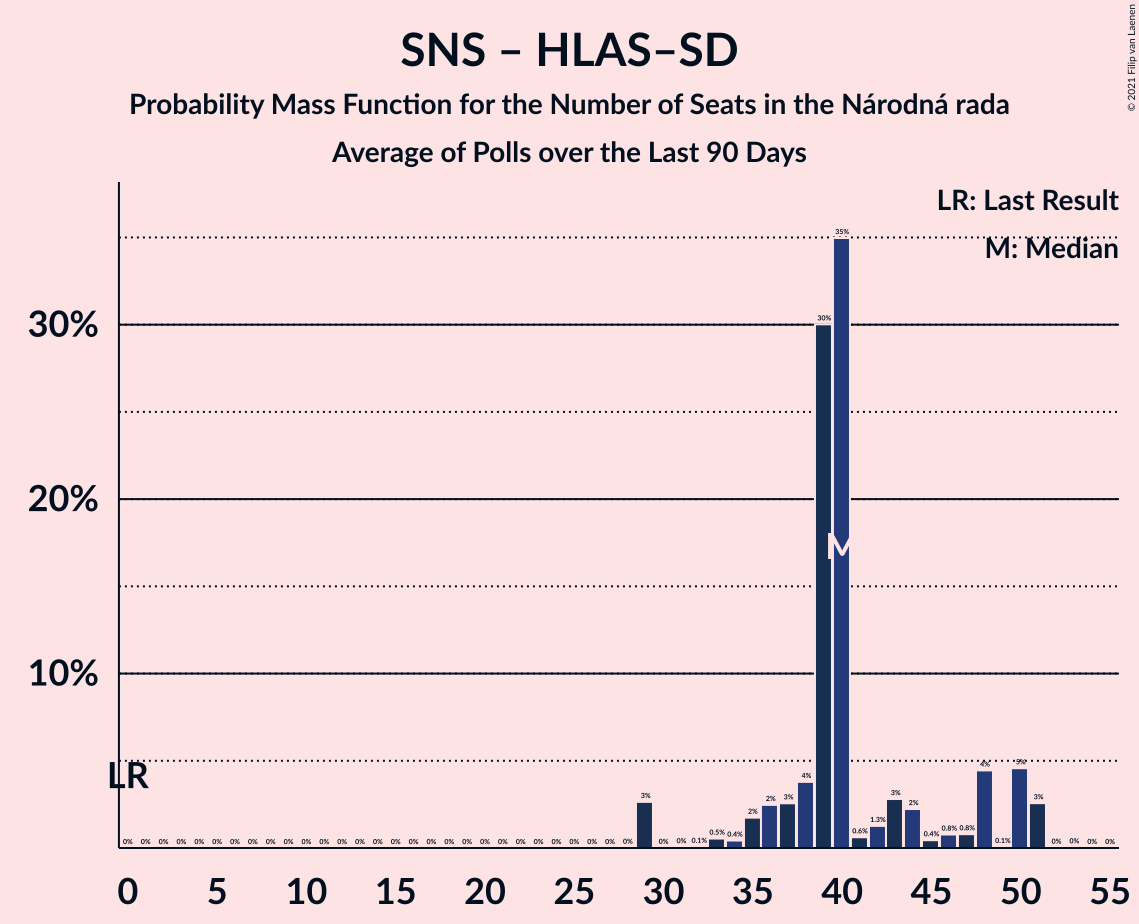 SNS – HLAS–SD
Probability Mass Function for the Number of Seats in the Národná rada
Average of Polls over the Last 90 Days
© 2021 Filip van Laenen
LR: Last Result
M: Median
30%
20%
10%
LR
M
0% 0% 0% 0% 0% 0% 0% 0% 0% 0% 0% 0% 0% 0% 0% 0% 0% 0% 0% 0% 0% 0% 0% 0% 0% 0% 0% 0% 0% 3% 0% 0% 0.1% 0.5% 0.4% 2% 2% 3% 4% 30% 35% 0.6% 1.3% 3% 2% 0.4% 0.8% 0.8% 4% 0.1% 5% 3% 0% 0% 0% 0%
0 5 10 15 20 25 30 35 40 45 50 55